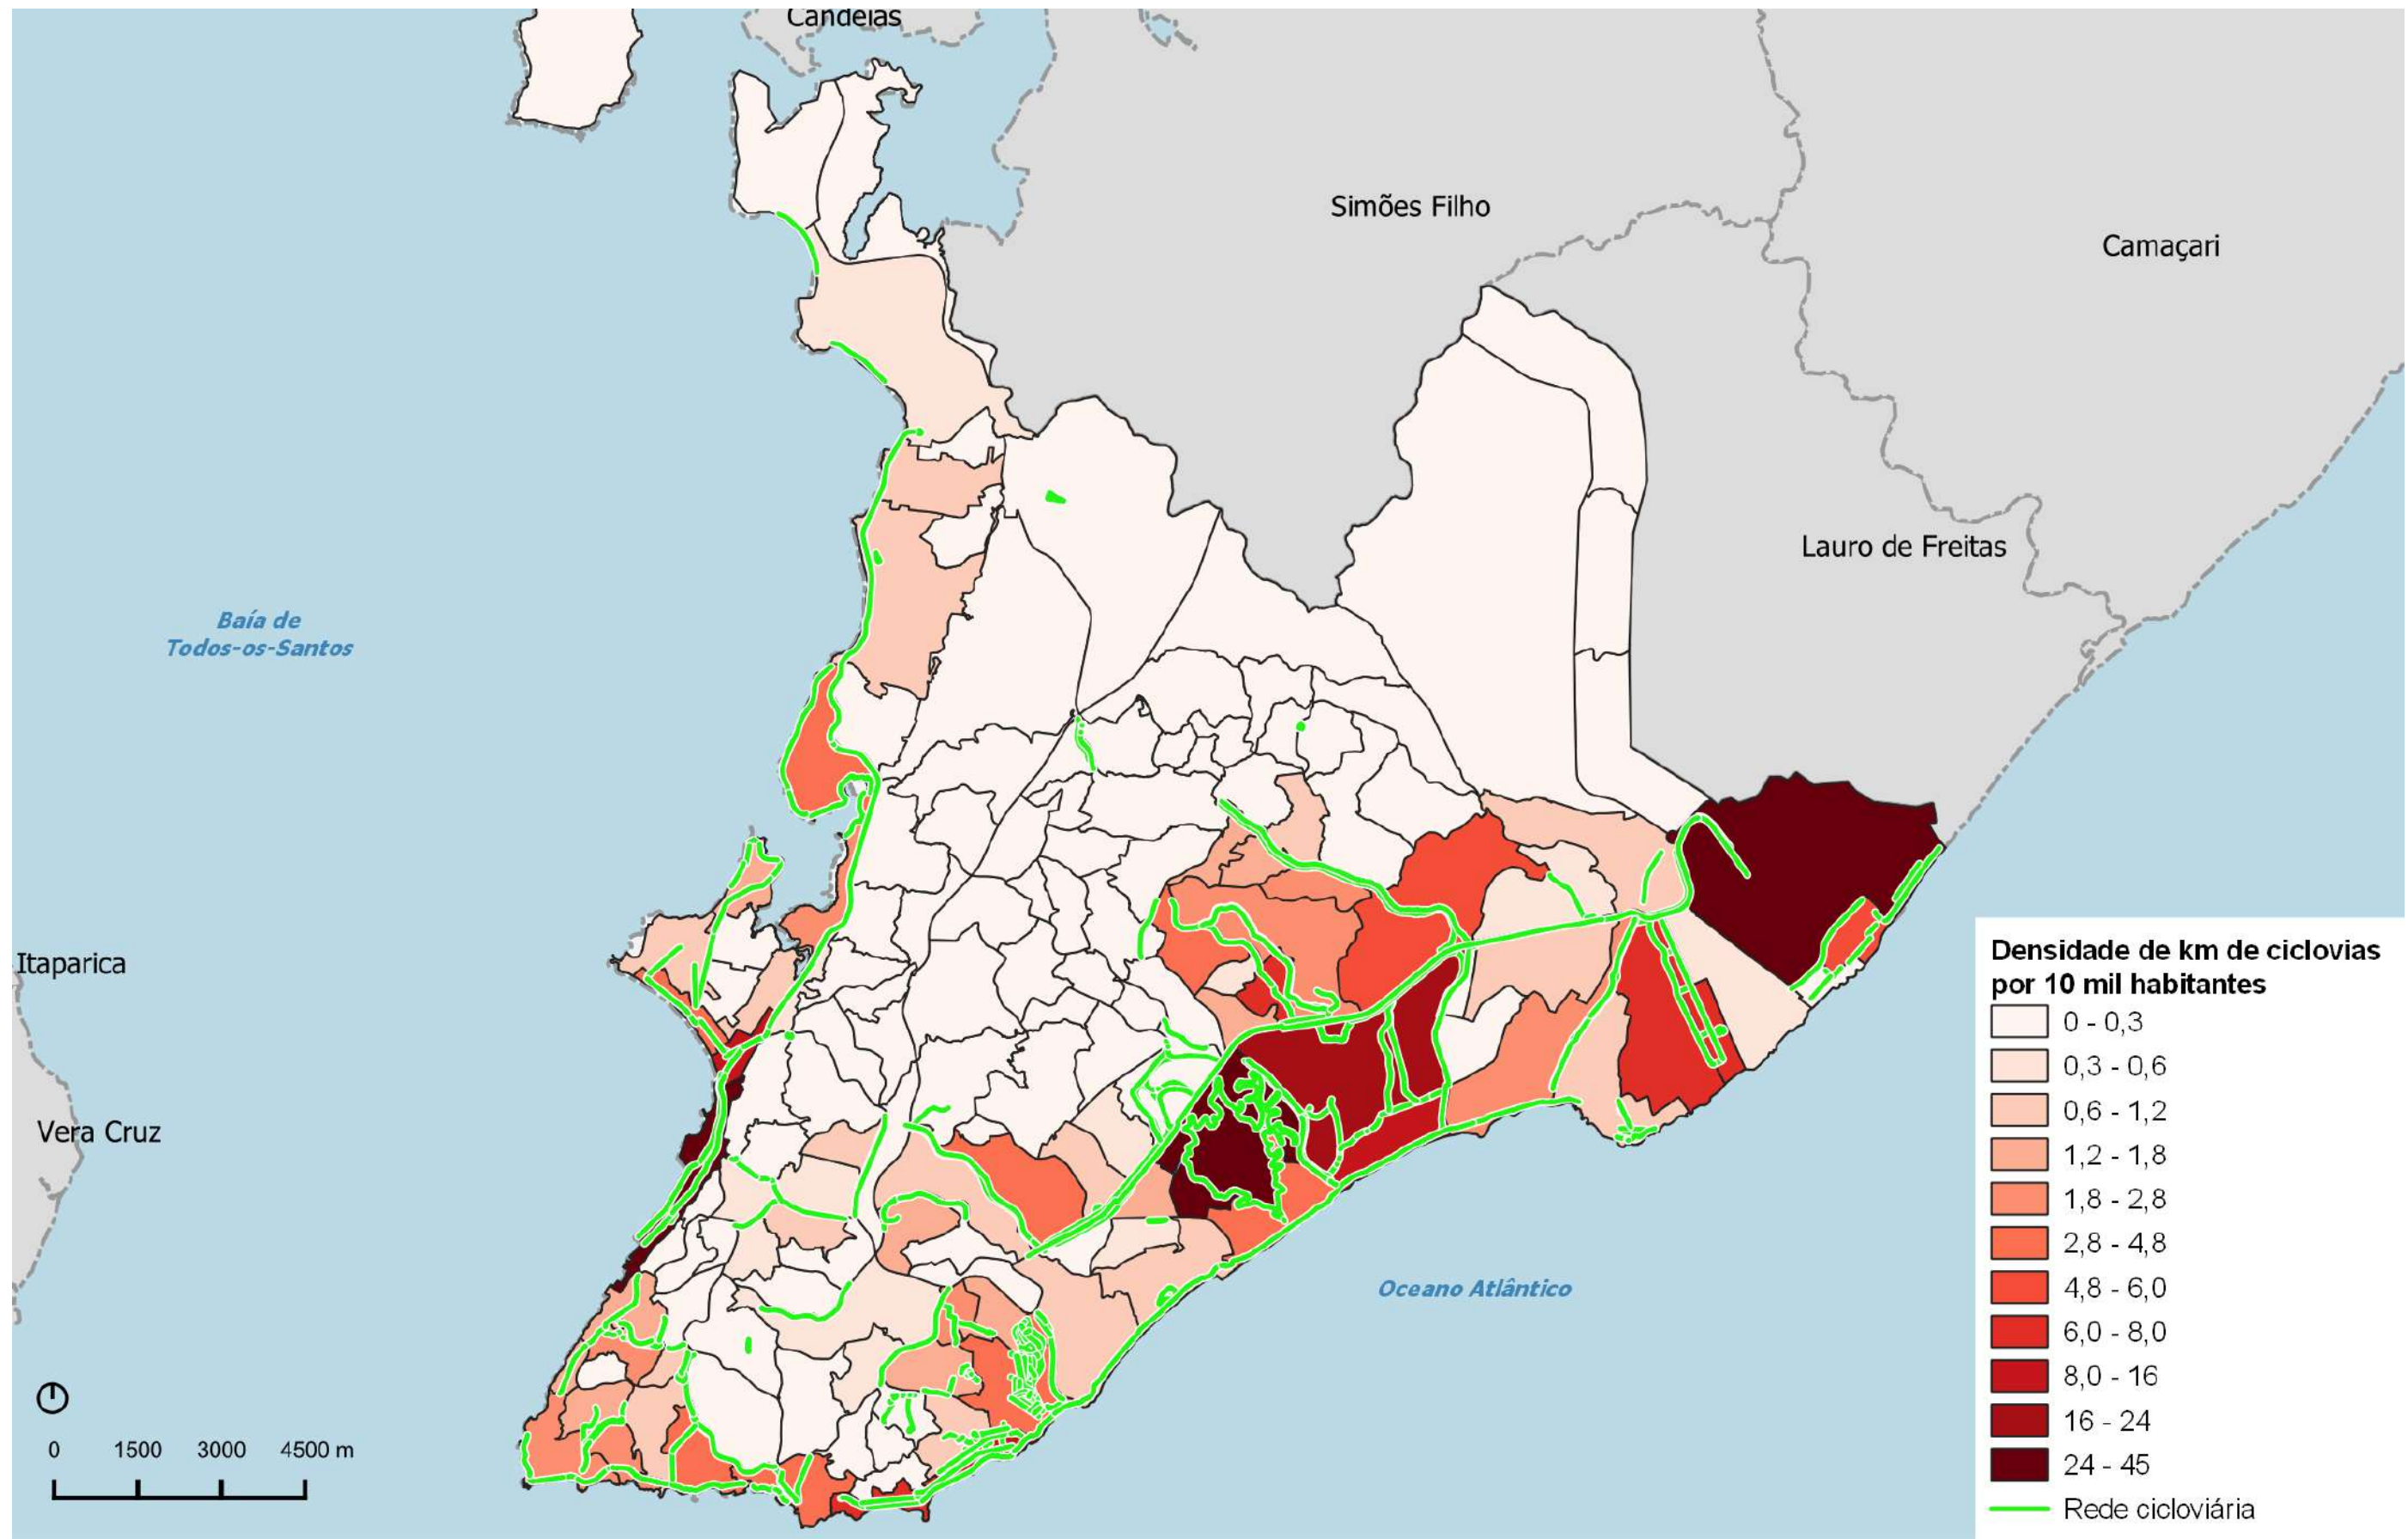 Candeias
Simões Filho
Camaçari
Lauro de Freitas
Baía de
Todos-os-Santos
Itaparica
Vera Cruz
Oceano Atlântico
0 1500 3000 4500 m
Densidade de km de ciclovias
por 10 mil habitantes
0 - 0,3
0,3 - 0,6
0,6 - 1,2
1,2 - 1,8
1,8 - 2,8
2,8 - 4,8
4,8 - 6,0
6,0 - 8,0
8,0 - 16
16 - 24
24 - 45
Rede cicloviária